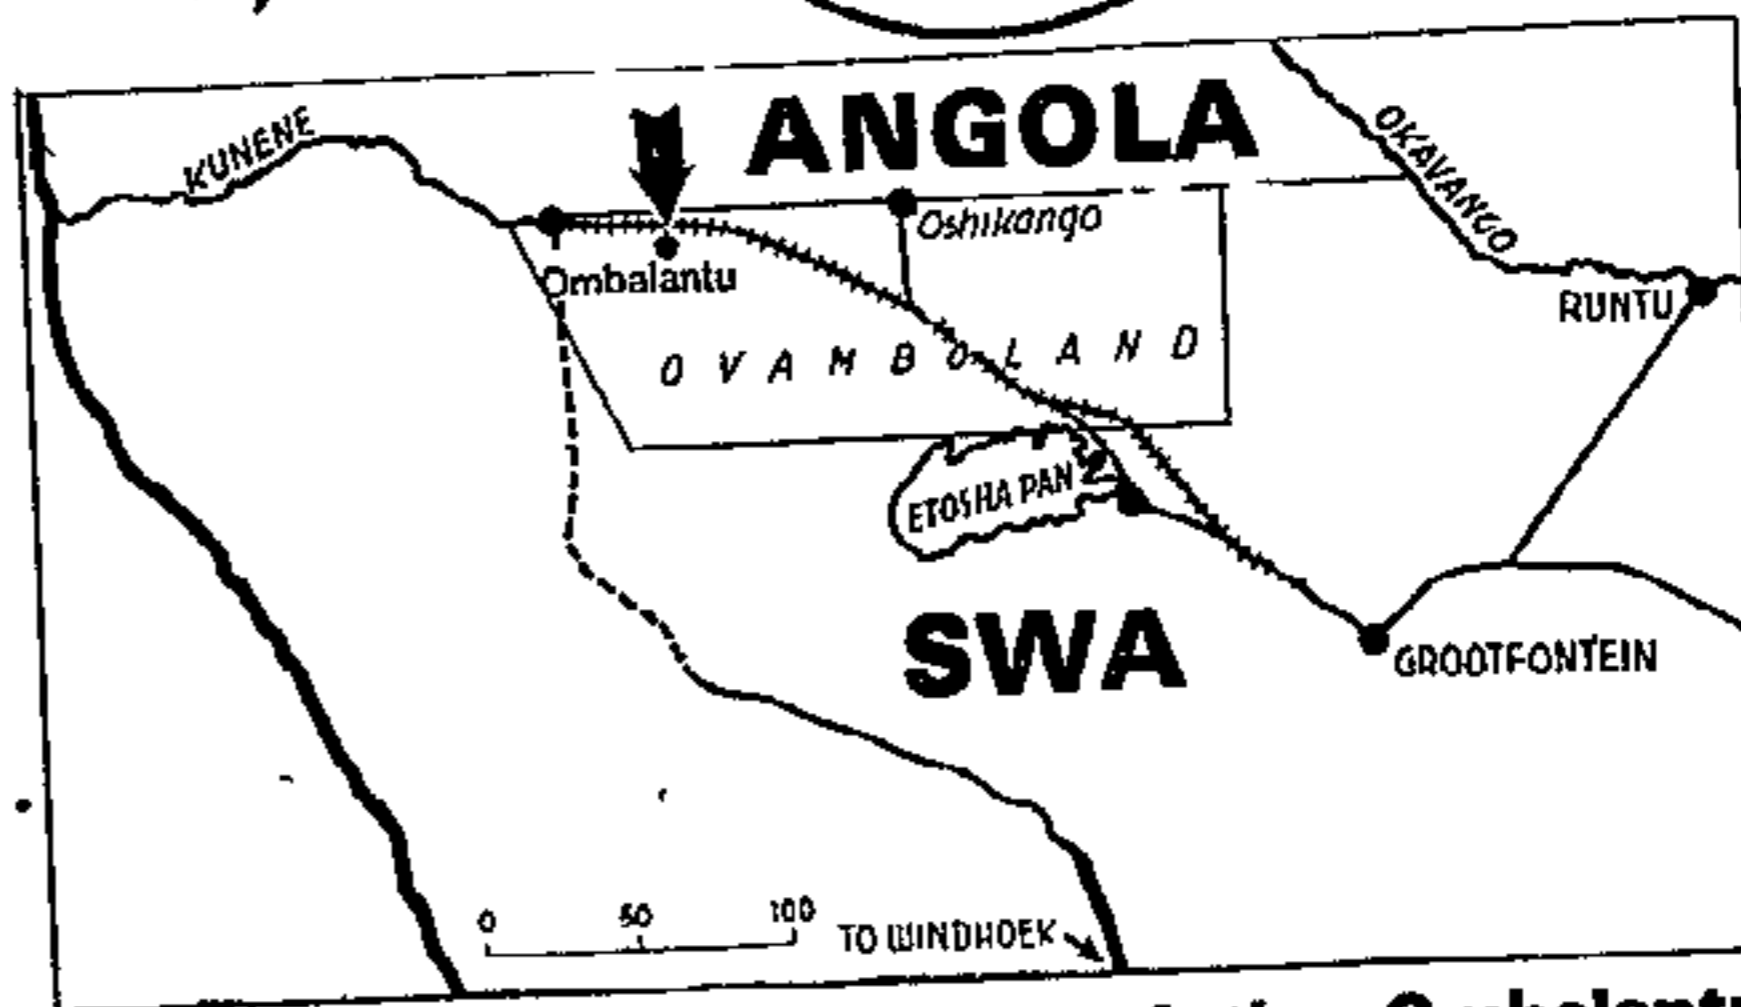 ANGOLA
KUNENE
OKAVANGO
Oshikango
Ombalantu
RUNTU
OVAMBOLAND
ETOSHA PAN
SWA
GROOTFONTEIN
0 50 100
TO WINDHOEK